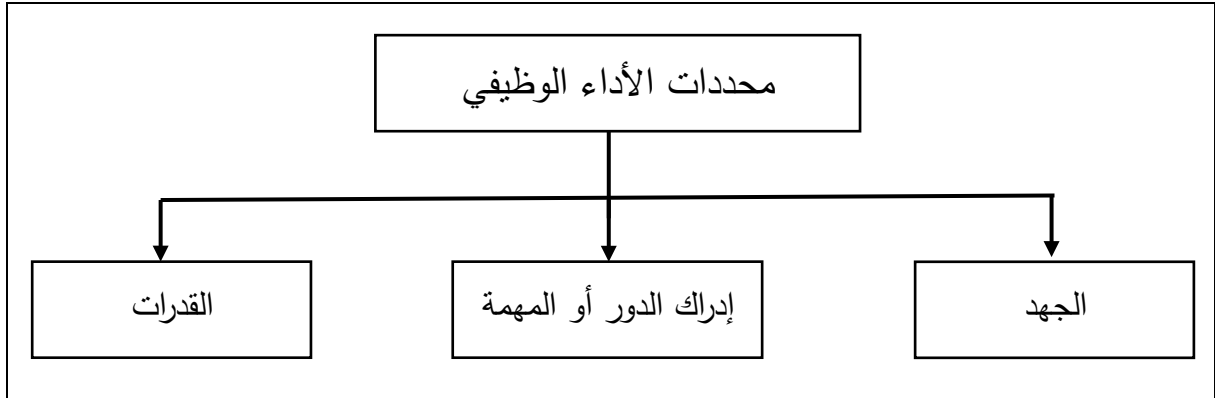 محددات الأداء الوظيفي
الجهد
إدراك الدور أو المهمة
القدرات